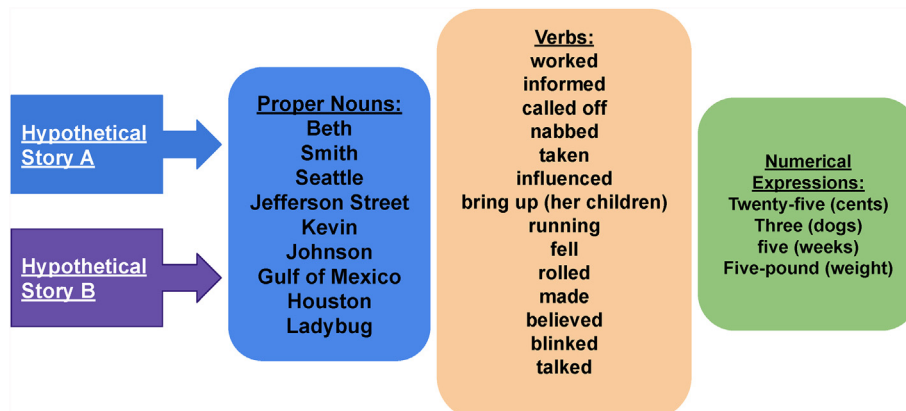 Hypothetical
Story A
Hypothetical
Story B
Proper Nouns:
Beth
Smith
Seattle
Jefferson Street
Kevin
Johnson
Gulf of Mexico
Houston
Ladybug
Verbs:
worked
informed
called off
nabbed
taken
influenced
bring up (her children)
running
fell
rolled
made
believed
blinked
talked
Numerical
Expressions:
Twenty-five (cents)
Three (dogs)
five (weeks)
Five-pound (weight)